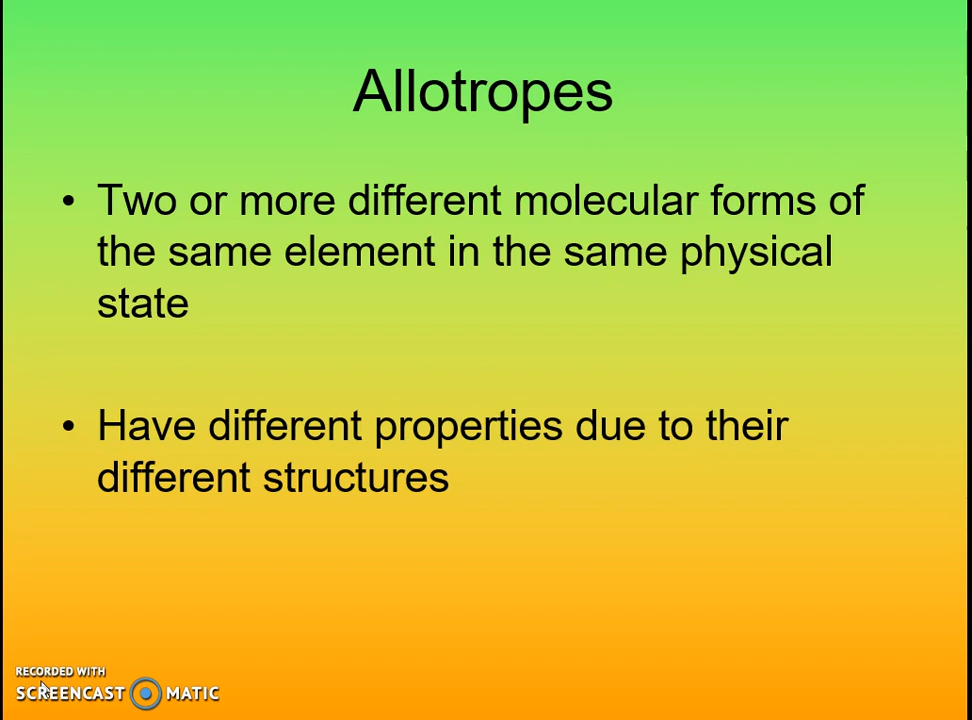 Allotropes
• Two or more different molecular forms of
the same element in the same physical
state
• Have different properties due to their
different structures
RECORDED WITH
SCREENCAST MATIC